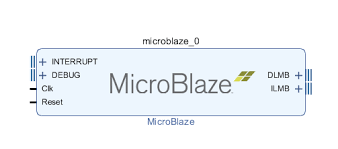 microblaze_0
INTERRUPT
DEBUG
Clk
Reset
MicroBlaze
DLMB
ILMB
MicroBlaze